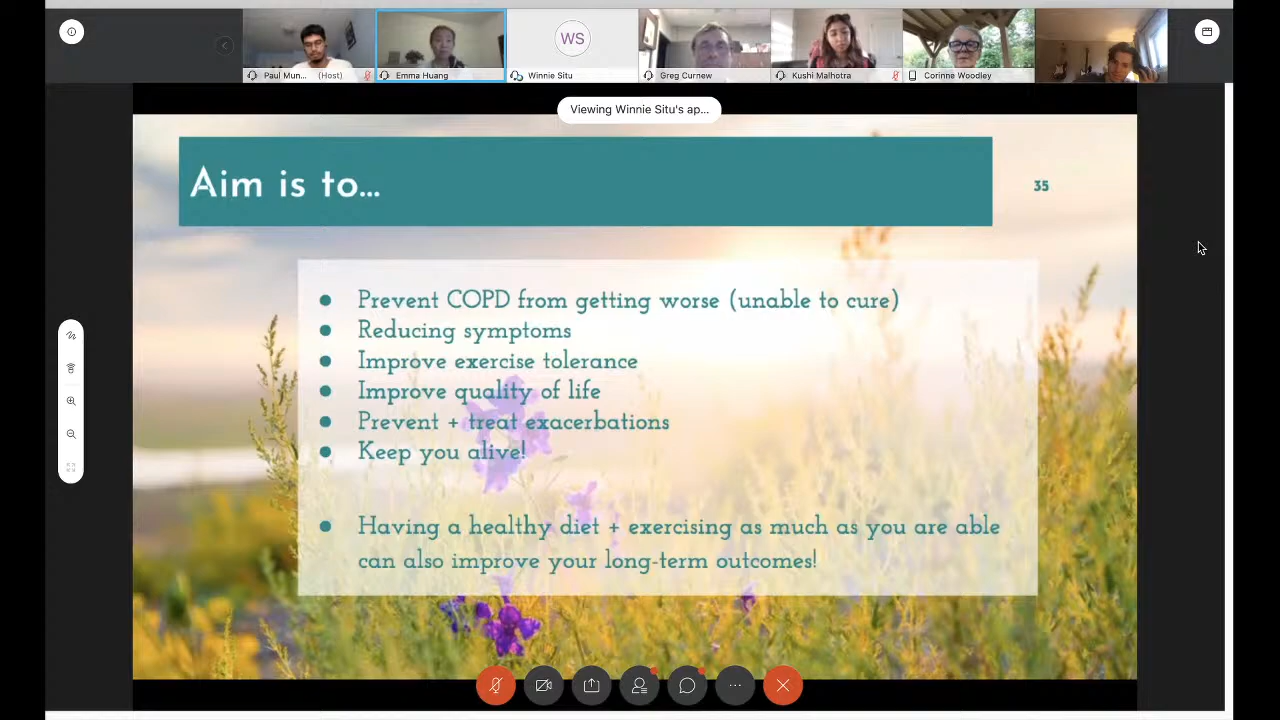 Paul Mun... (Host)
Emma Huang
WS
Winnie Situ
Greg Curnew
Kushi Malhotra
Corinne Woodley
Viewing Winnie Situ's ap...
Aim is to...
35
Prevent COPD from getting worse (unable to cure)
Reducing symptoms
Improve exercise tolerance
Improve quality of life
Prevent + treat exacerbations
Keep you alive!
Having a healthy diet + exercising as much as you are able
can also improve your long-term outcomes!